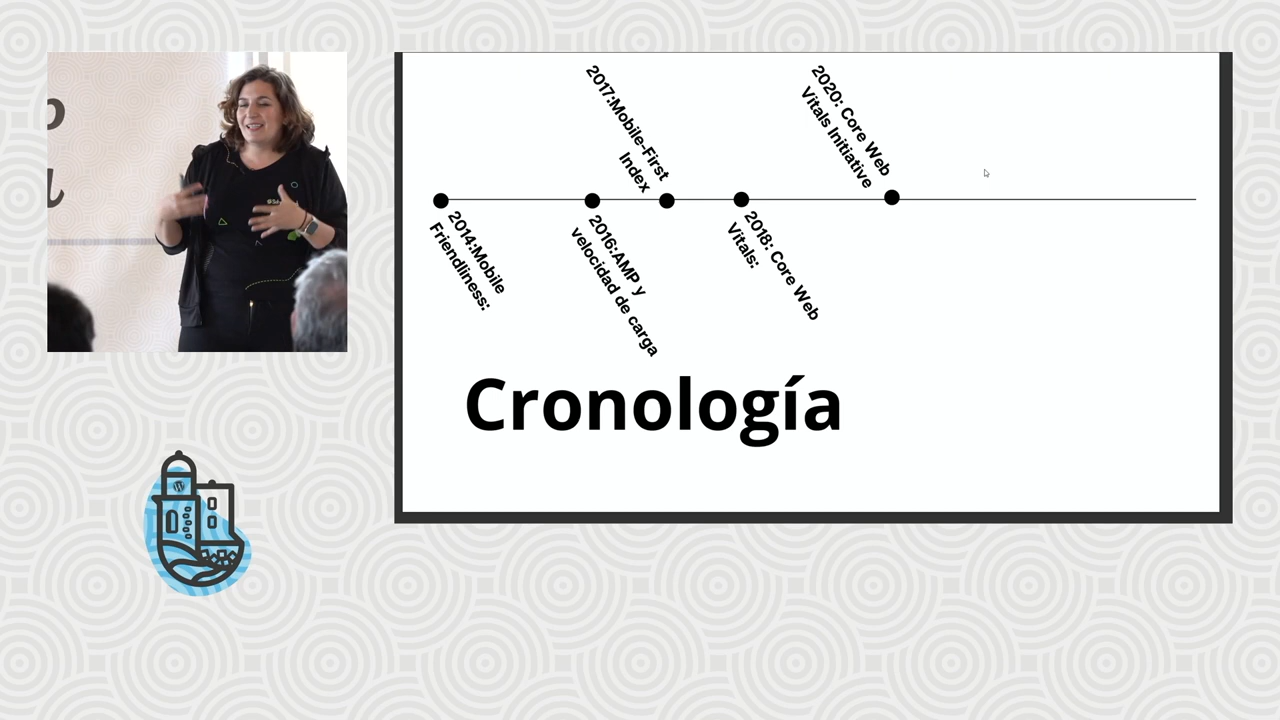 2014:Mobile
Friendliness:
2016:AMP y
velocidad de carga
2017:Mobile-First
Index
2018: Core Web
Vitals:
2020: Core Web
Vitals Initiative
Cronología